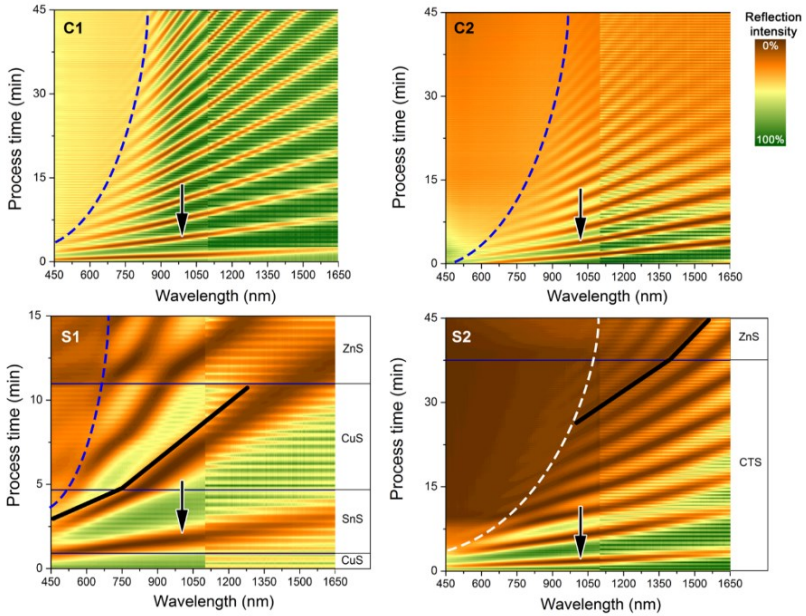 C1
45
30
15
0
Process time (min)
450 600 750 900 1050 1200 1350 1500 1650
Wavelength (nm)
C2
45
30
15
0
Process time (min)
450 600 750 900 1050 1200 1350 1500 1650
Wavelength (nm)
Reflection
intensity
0%
100%
S1
15
10
5
0
Process time (min)
ZnS
CuS
SnS
CuS
450 600 750 900 1050 1200 1350 1500 1650
Wavelength (nm)
S2
45
30
15
0
Process time (min)
ZnS
CTS
450 600 750 900 1050 1200 1350 1500 1650
Wavelength (nm)